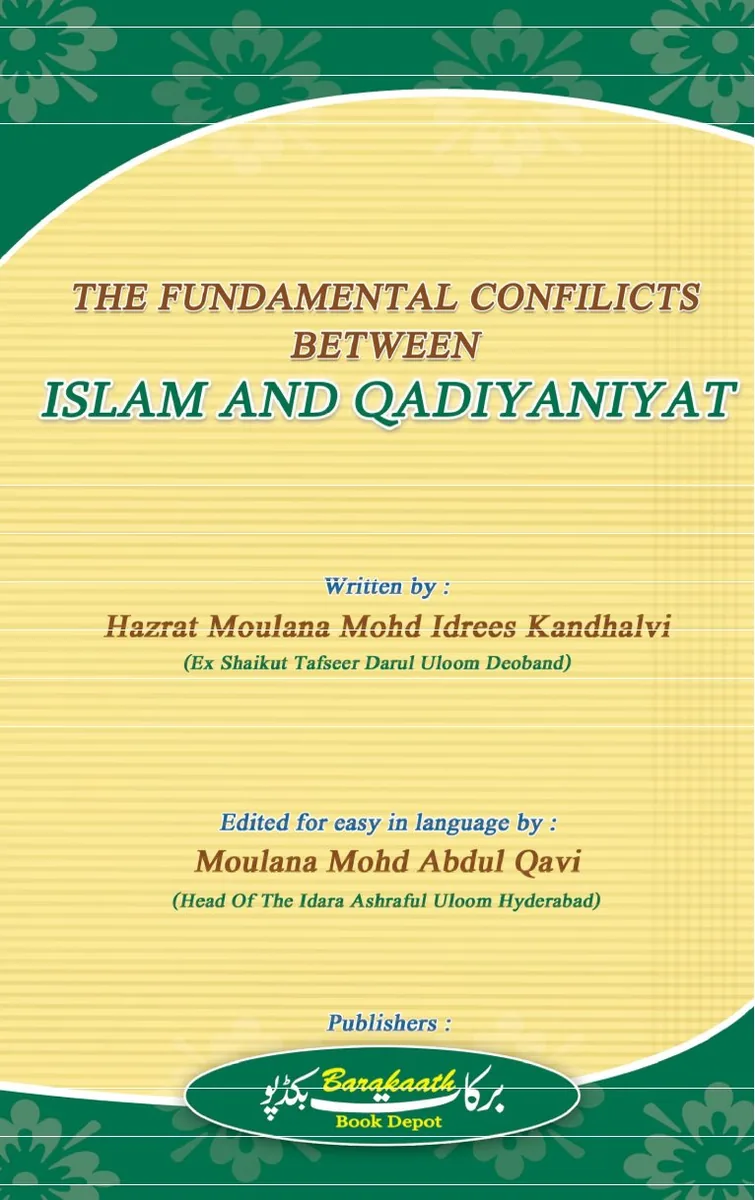 THE FUNDAMENTAL CONFILICTS
BETWEEN
ISLAM AND QADIYANIYAT
Written by :
Hazrat Moulana Mohd Idrees Kandhalvi
(Ex Shaikut Tafseer Darul Uloom Deoband)
Edited for easy in language by :
Moulana Mohd Abdul Qavi
(Head Of The Idara Ashraful Uloom Hyderabad)
Publishers :
Barakaath
برکات بکڈپو
Book Depot